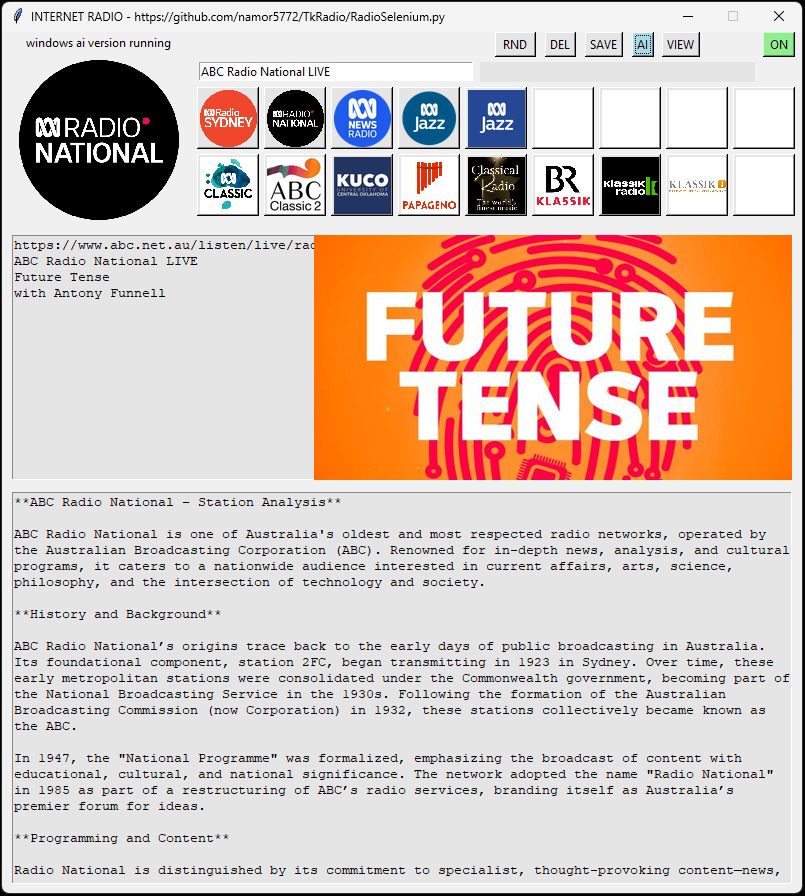 INTERNET RADIO - https://github.com/namor5772/TkRadio/RadioSelenium.py
windows ai version running
RND DEL SAVE AI VIEW ON
ABC Radio National LIVE
RADIO
NATIONAL
Radio
SYDNEY
RADIO
NATIONAL
NEWS
RADIO
Jazz
Jazz
CLASSIC
ABC
Classic 2
KUCO
UNIVERSITY OF
CENTRAL OKLAHOMA
PAPAGENO
Classical
Radio
The world's
finest music
BR
KLASSIK
klassik
radio
KLASSIK
https://www.abc.net.au/listen/live/rad
ABC Radio National LIVE
Future Tense
with Antony Funnell
FUTURE
TENSE
**ABC Radio National – Station Analysis**
ABC Radio National is one of Australia's oldest and most respected radio networks, operated by
the Australian Broadcasting Corporation (ABC). Renowned for in-depth news, analysis, and cultural
programs, it caters to a nationwide audience interested in current affairs, arts, science,
philosophy, and the intersection of technology and society.
**History and Background**
ABC Radio National’s origins trace back to the early days of public broadcasting in Australia.
Its foundational component, station 2FC, began transmitting in 1923 in Sydney. Over time, these
early metropolitan stations were consolidated under the Commonwealth government, becoming part of
the National Broadcasting Service in the 1930s. Following the formation of the Australian
Broadcasting Commission (now Corporation) in 1932, these stations collectively became known as
the ABC.
In 1947, the "National Programme" was formalized, emphasizing the broadcast of content with
educational, cultural, and national significance. The network adopted the name "Radio National"
in 1985 as part of a restructuring of ABC’s radio services, branding itself as Australia’s
premier forum for ideas.
**Programming and Content**
Radio National is distinguished by its commitment to specialist, thought-provoking content—news,